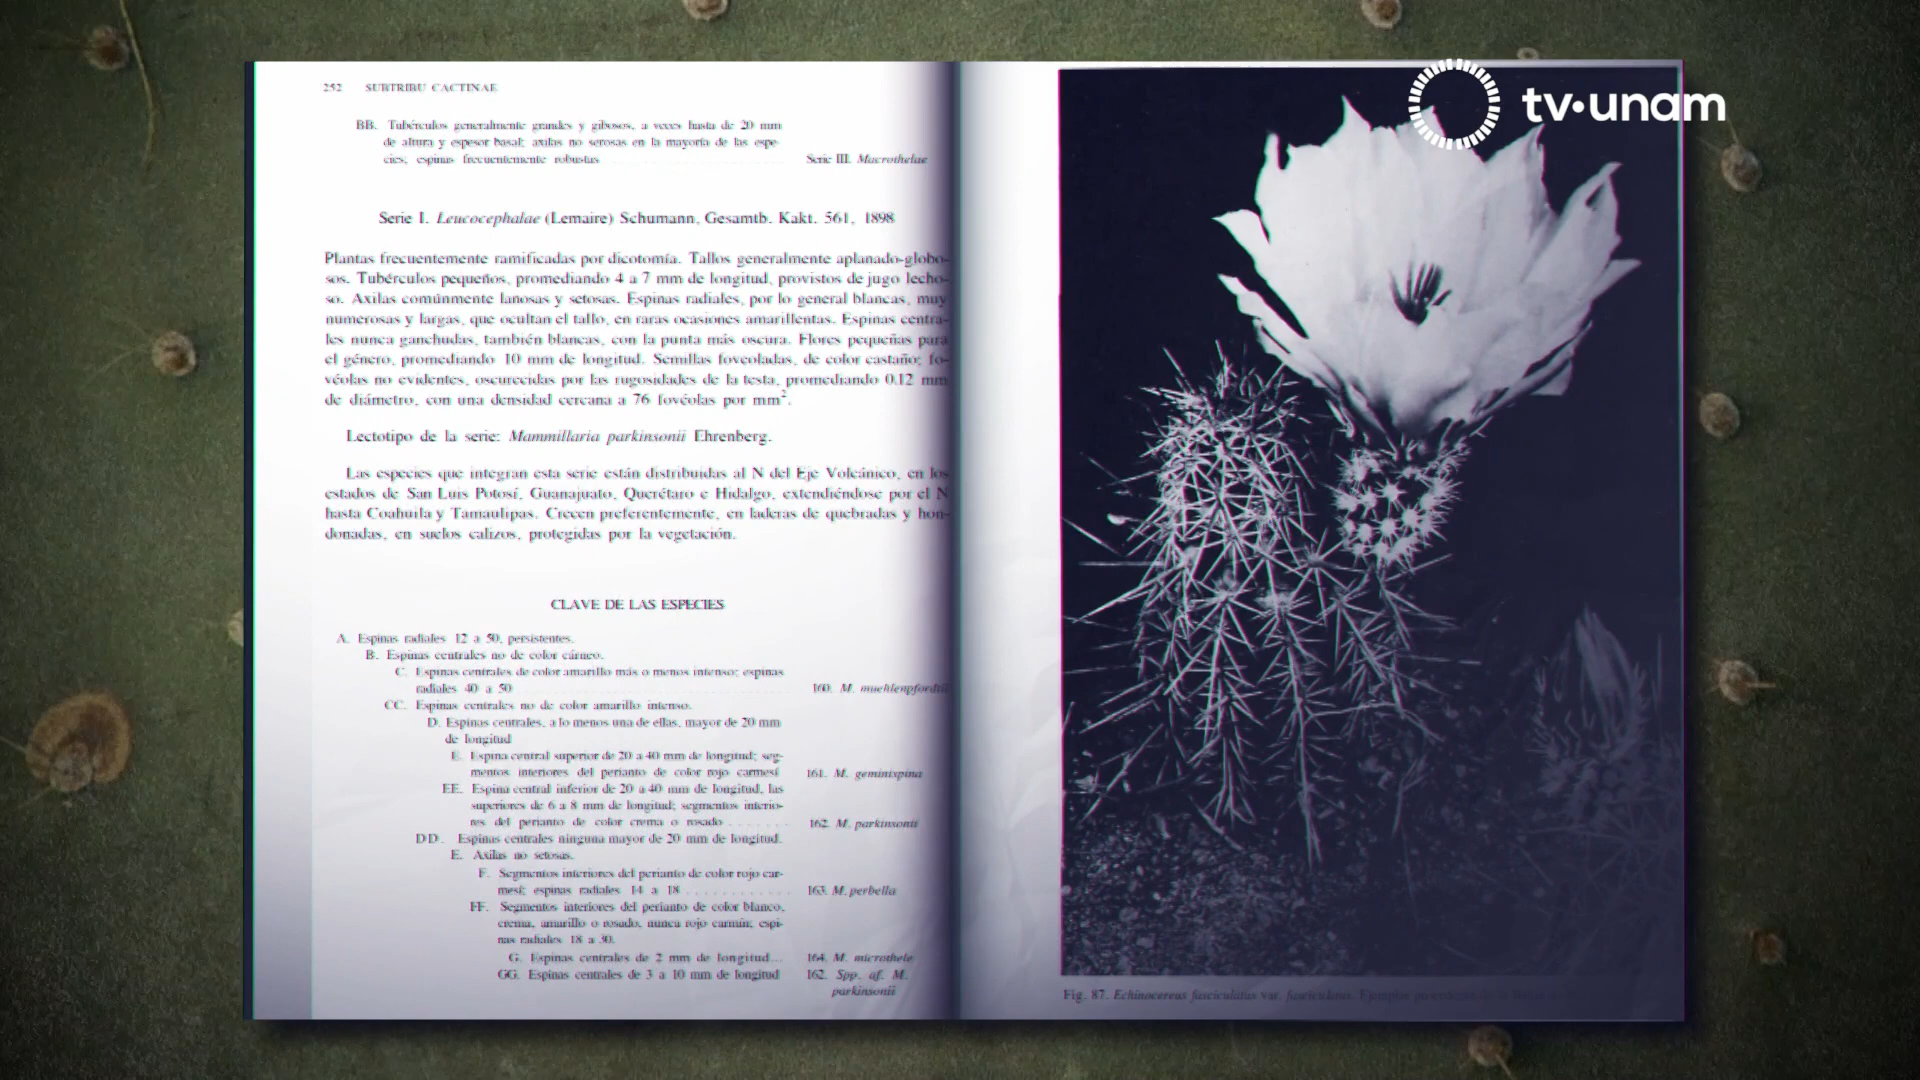 252 SUBTRIBU CACTINAE
BB. Tubérculos generalmente grandes y gibosos, a veces hasta de 20 mm
de altura y espesor basal; axilas no setosas en la mayoría de las espe-
cies; espinas frecuentemente robustas Serie III. Macrothelae
Serie I. Leucocephalae (Lemaire) Schumann, Gesamtb. Kakt. 561, 1898
Plantas frecuentemente ramificadas por dicotomía. Tallos generalmente aplanado-globo-
sos. Tubérculos pequeños, promediando 4 a 7 mm de longitud, provistos de jugo lecho-
so. Axilas comúnmente lanosas y setosas. Espinas radiales, por lo general blancas, muy
numerosas y largas, que ocultan el tallo, en raras ocasiones amarillentas. Espinas centra-
les nunca ganchudas, también blancas, con la punta más oscura. Flores pequeñas para
el género, promediando 10 mm de longitud. Semillas foveoladas, de color castaño; fo-
véolas no evidentes, oscurecidas por las rugosidades de la testa, promediando 0.12 mm
de diámetro, con una densidad cercana a 76 fovéolas por mm².
Lectotipo de la serie: Mammillaria parkinsonii Ehrenberg.
Las especies que integran esta serie están distribuidas al N del Eje Volcánico, en los
estados de San Luis Potosí, Guanajuato, Querétaro e Hidalgo, extendiéndose por el N
hasta Coahuila y Tamaulipas. Crecen preferentemente, en laderas de quebradas y hon-
donadas, en suelos calizos, protegidas por la vegetación.
CLAVE DE LAS ESPECIES
A. Espinas radiales 12 a 50, persistentes.
B. Espinas centrales no de color cárneo.
C. Espinas centrales de color amarillo más o menos intenso; espinas
radiales 40 a 50 160. M. muehlenpfordtii
CC. Espinas centrales no de color amarillo intenso.
D. Espinas centrales, a lo menos una de ellas, mayor de 20 mm
de longitud
E. Espina central superior de 20 a 40 mm de longitud; seg-
mentos interiores del perianto de color rojo carmesí 161. M. geminispina
EE. Espina central inferior de 20 a 40 mm de longitud, las
superiores de 6 a 8 mm de longitud; segmentos interio-
res del perianto de color crema o rosado ........ 162. M. parkinsonii
DD. Espinas centrales ninguna mayor de 20 mm de longitud.
E. Axilas no setosas.
F. Segmentos interiores del perianto de color rojo car-
mesí; espinas radiales 14 a 18 ............ 163. M. perbella
FF. Segmentos interiores del perianto de color blanco,
crema, amarillo o rosado, nunca rojo carmín; espi-
nas radiales 18 a 30.
G. Espinas centrales de 2 mm de longitud... 164. M. microthele
GG. Espinas centrales de 3 a 10 mm de longitud 162. Spp. af. M.
parkinsonii
tv·unam
Fig. 87. Echinocereus fasciculatus var. fasciculatus. Ejemplar